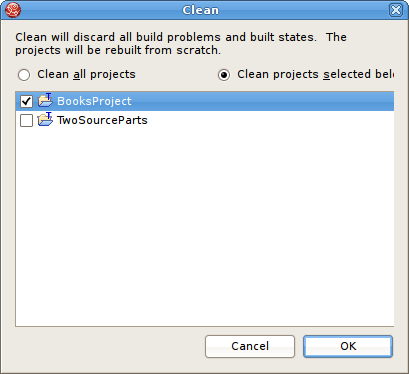 Clean
Clean will discard all build problems and built states. The
projects will be rebuilt from scratch.
Clean all projects
Clean projects selected bel
BooksProject
TwoSourceParts
Cancel
OK